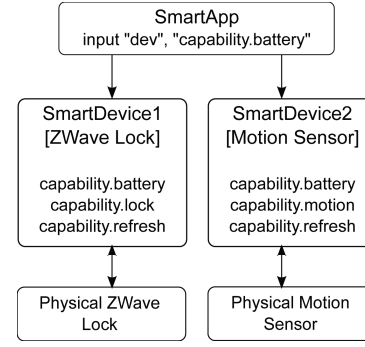 SmartApp
input "dev", "capability.battery"
SmartDevice1
[ZWave Lock]
capability.battery
capability.lock
capability.refresh
SmartDevice2
[Motion Sensor]
capability.battery
capability.motion
capability.refresh
Physical ZWave
Lock
Physical Motion
Sensor